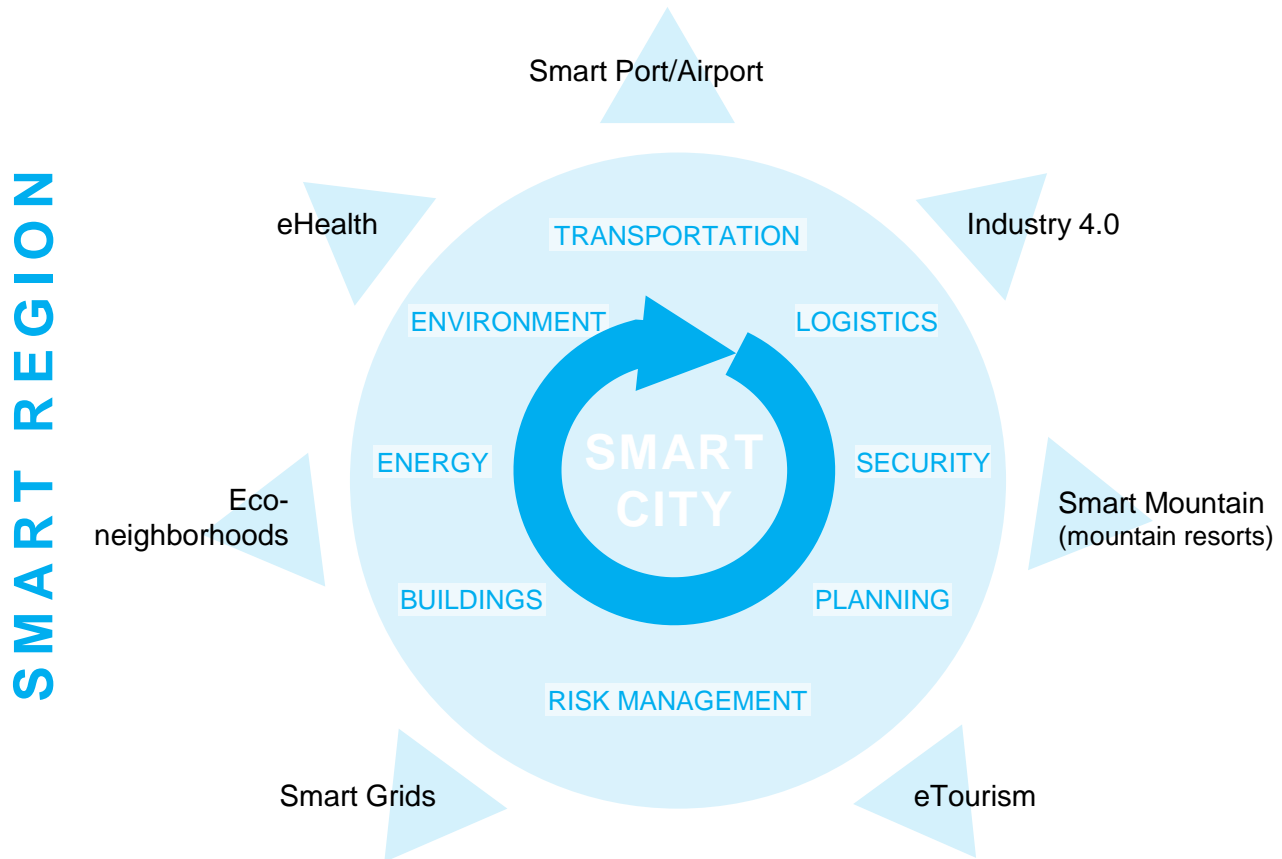 SMART REGION
Smart Port/Airport
eHealth
Industry 4.0
TRANSPORTATION
ENVIRONMENT
LOGISTICS
SMART
CITY
ENERGY
SECURITY
Eco-
neighborhoods
Smart Mountain
(mountain resorts)
BUILDINGS
PLANNING
RISK MANAGEMENT
Smart Grids
eTourism